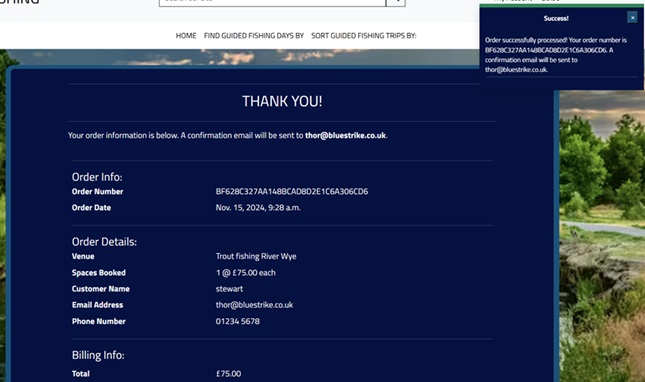 Success!
×
Order successfully processed! Your order number is
BF628C327AA148BCAD8D2E1C6A306CD6. A
confirmation email will be sent to
thor@bluestrike.co.uk.
HOME FIND GUIDED FISHING DAYS BY SORT GUIDED FISHING TRIPS BY:
THANK YOU!
Your order information is below. A confirmation email will be sent to thor@bluestrike.co.uk.
Order Info:
Order Number BF628C327AA148BCAD8D2E1C6A306CD6
Order Date Nov. 15, 2024, 9:28 a.m.
Order Details:
Venue Trout fishing River Wye
Spaces Booked 1 @ £75.00 each
Customer Name stewart
Email Address thor@bluestrike.co.uk
Phone Number 01234 5678
Billing Info:
Total £75.00